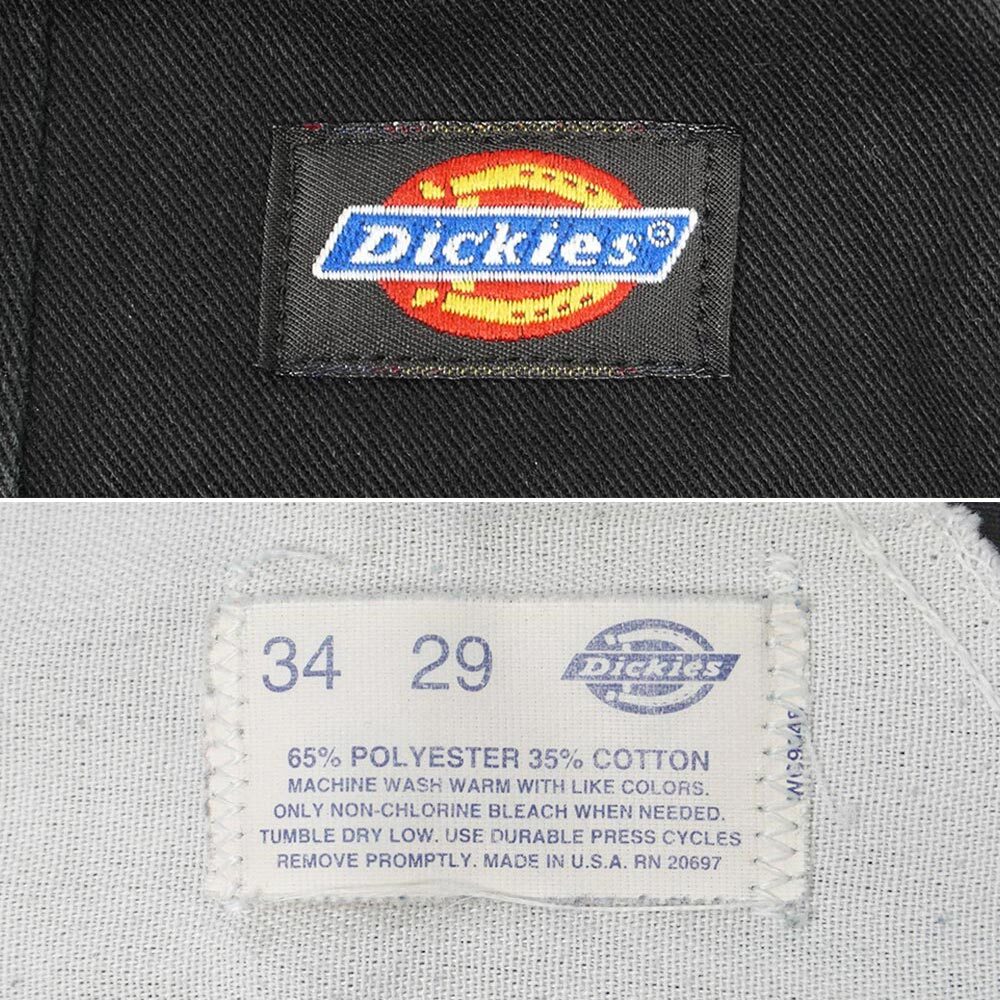 Dickies®
34 29 Dickies
65% POLYESTER 35% COTTON
MACHINE WASH WARM WITH LIKE COLORS.
ONLY NON-CHLORINE BLEACH WHEN NEEDED.
TUMBLE DRY LOW. USE DURABLE PRESS CYCLES
REMOVE PROMPTLY. MADE IN U.S.A. RN 20697